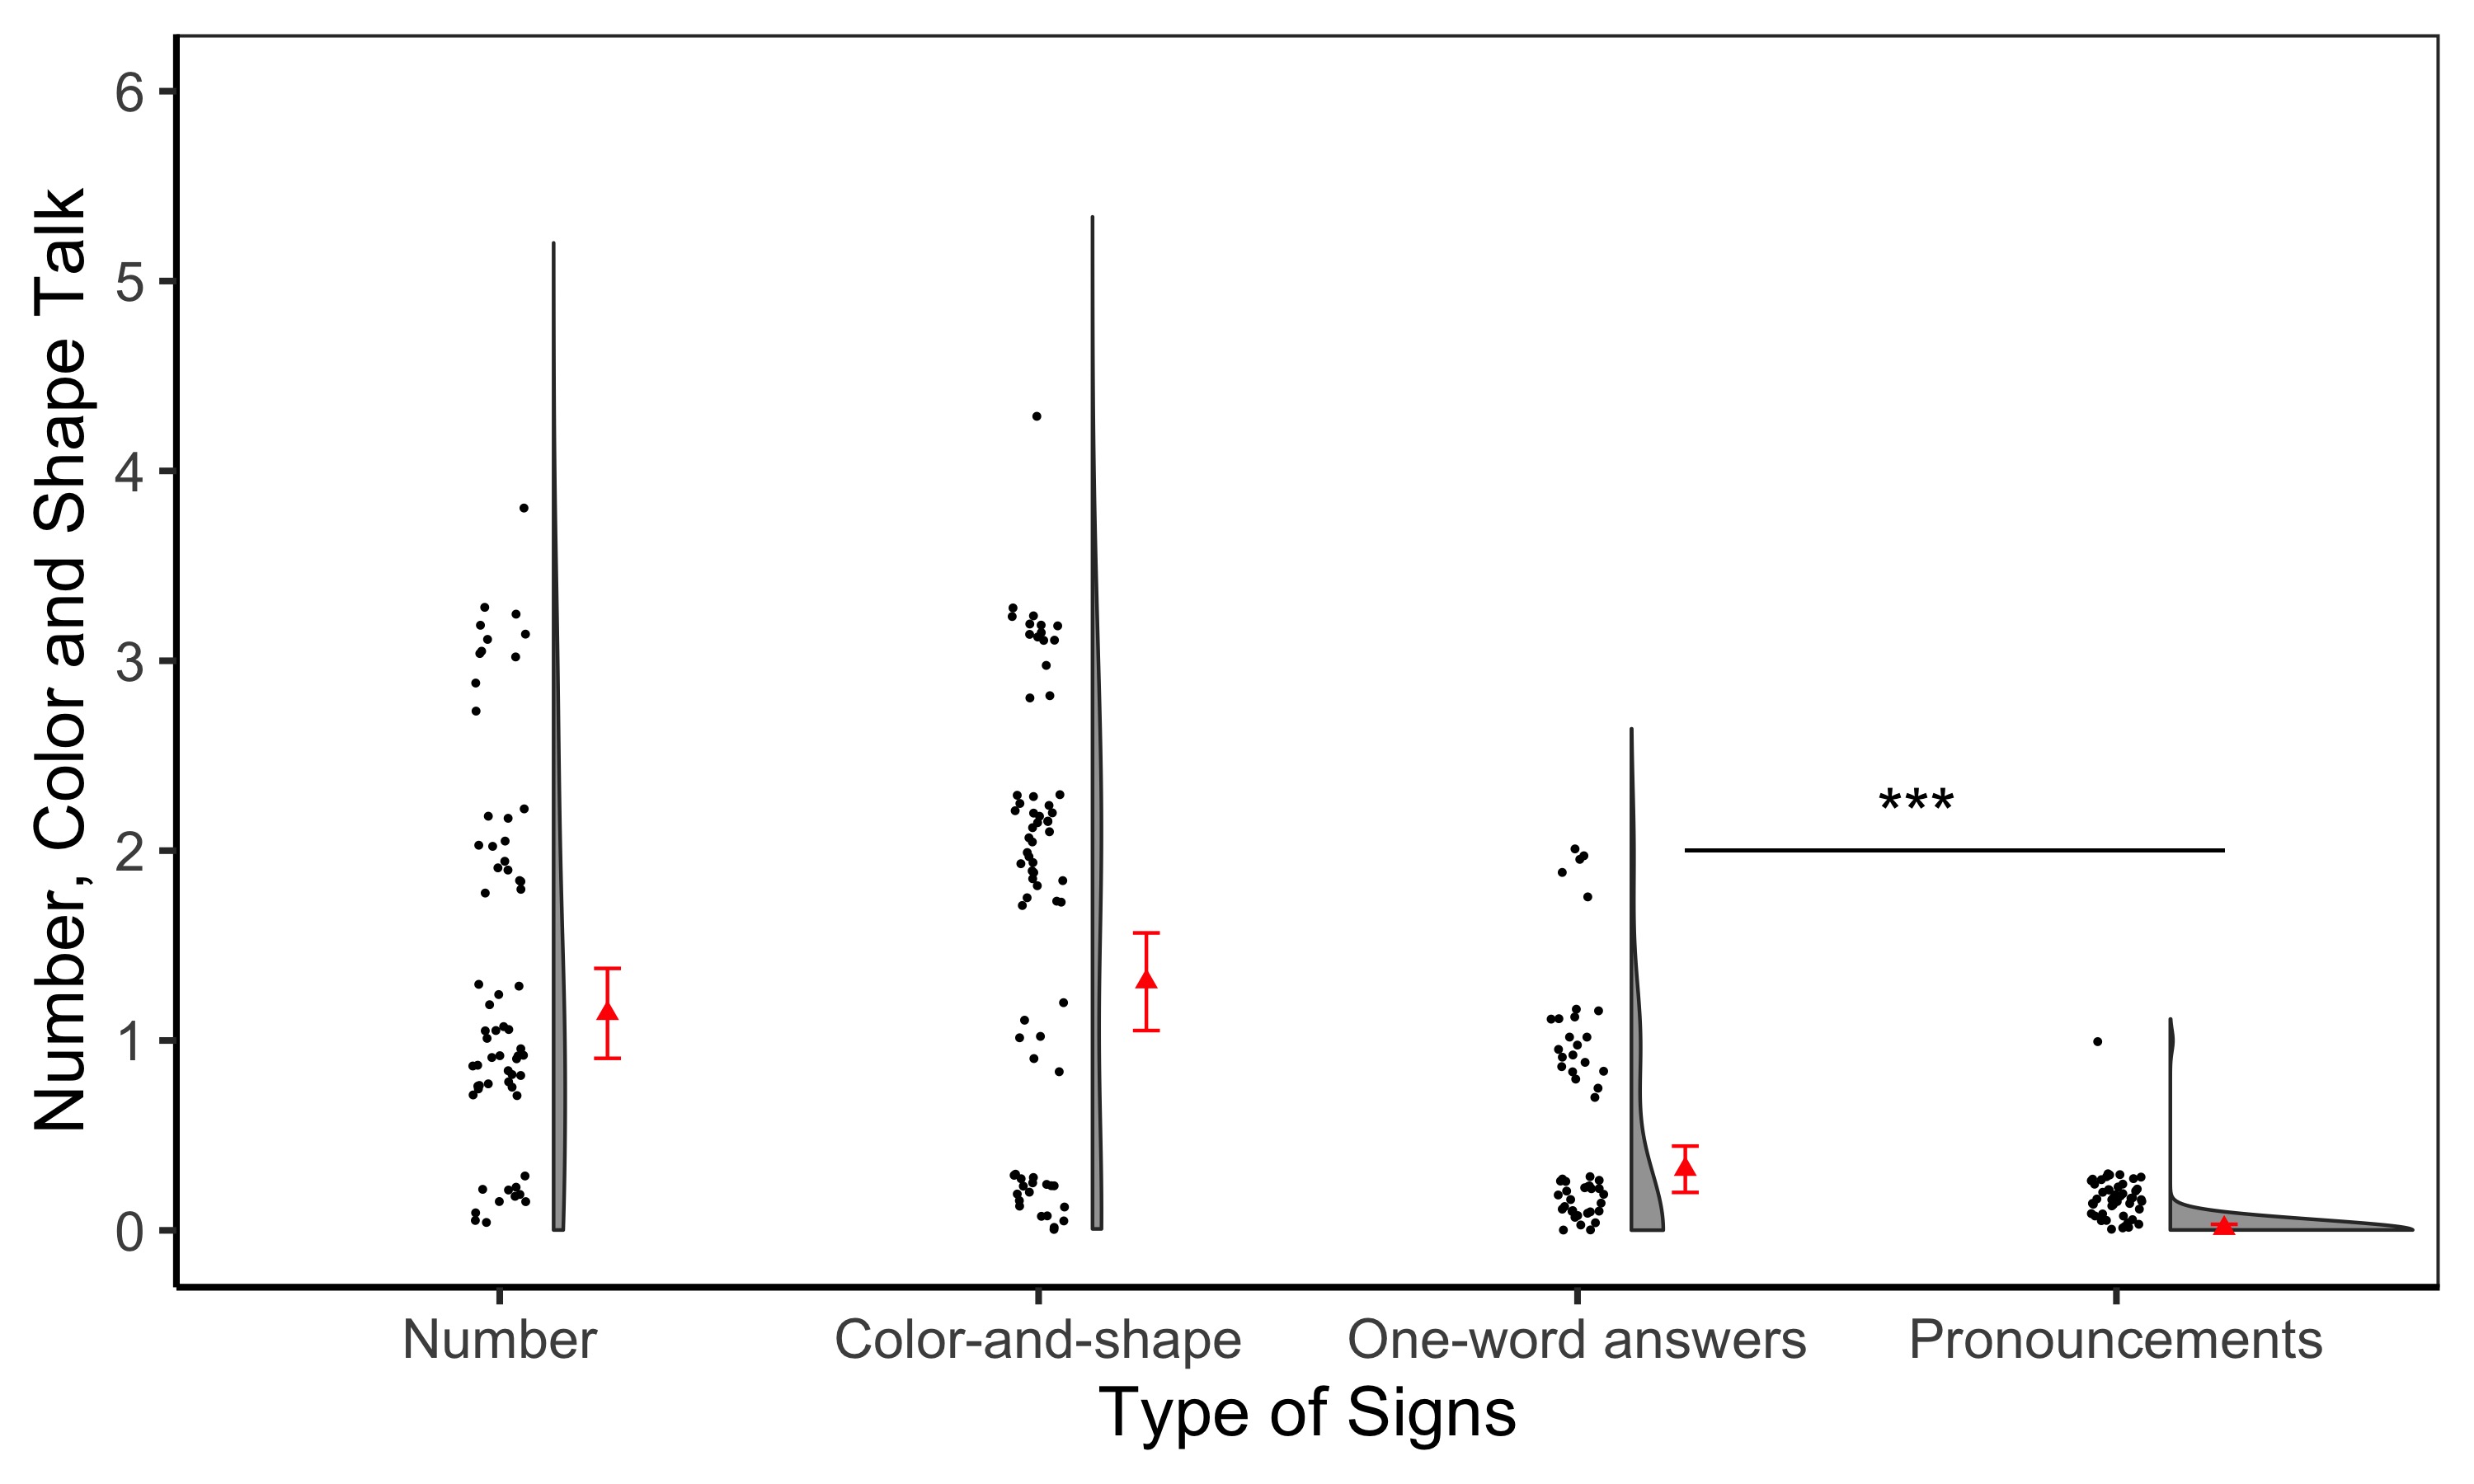 Number, Color and Shape Talk
6
5
4
3
2
1
0
***
Number
Color-and-shape
One-word answers
Pronouncements
Type of Signs